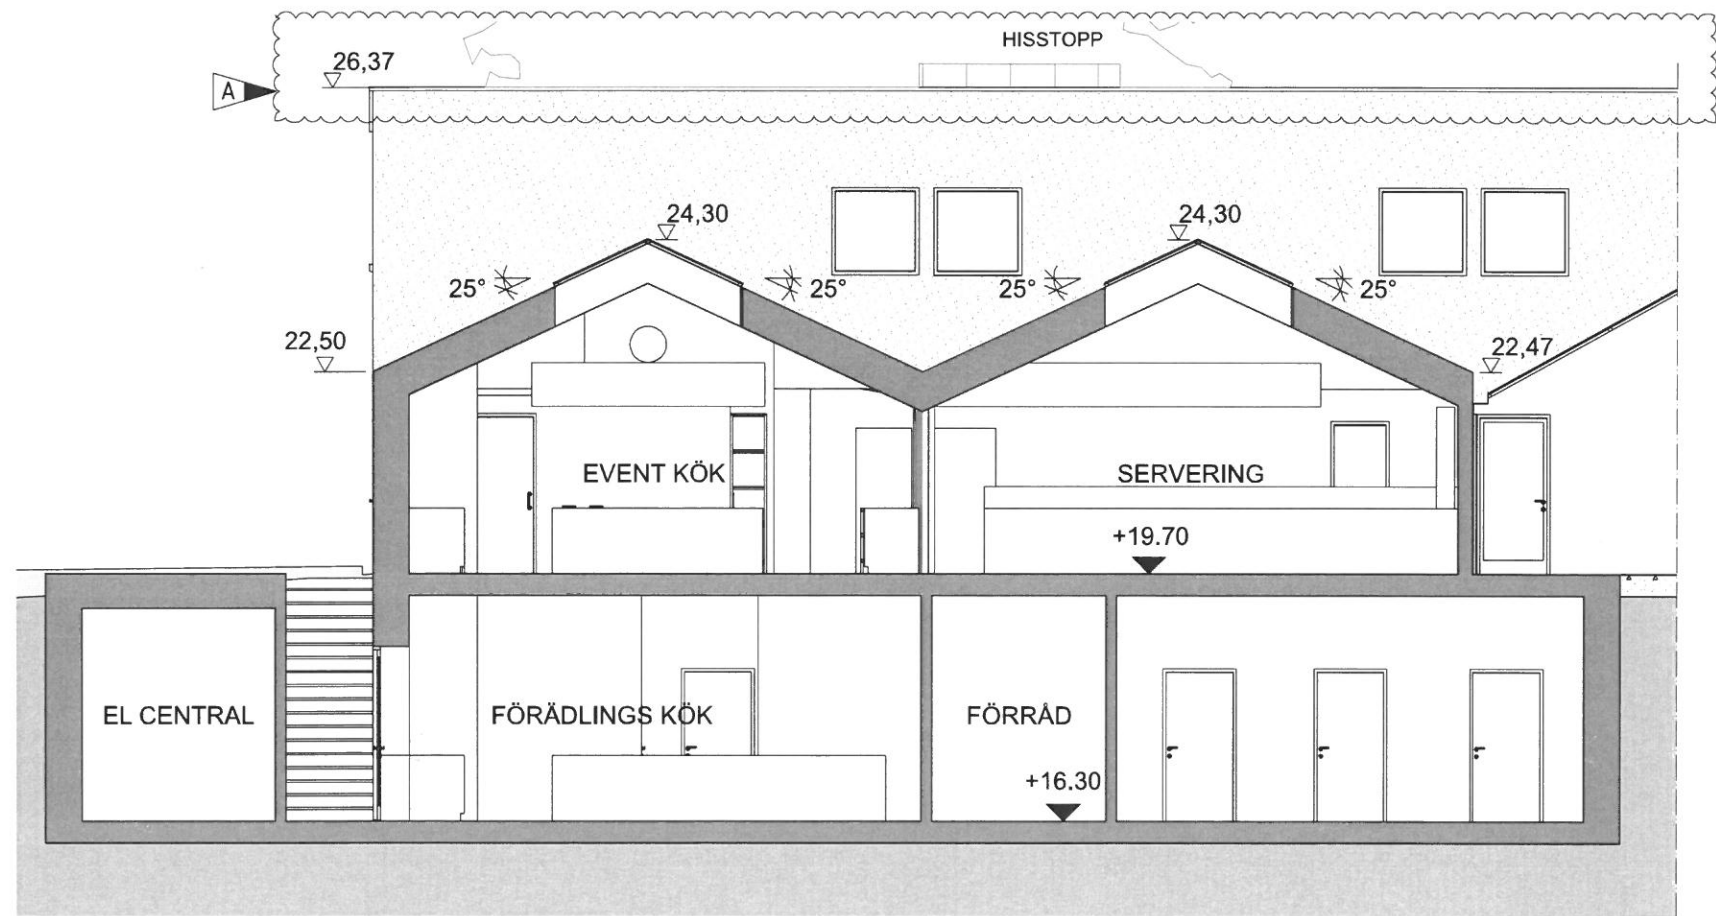 HISSTOPP
26,37
A
24,30
24,30
25°
25°
25°
25°
22,50
22,47
EVENT KÖK
SERVERING
+19.70
EL CENTRAL
FÖRÄDLINGS KÖK
FÖRRÅD
+16.30